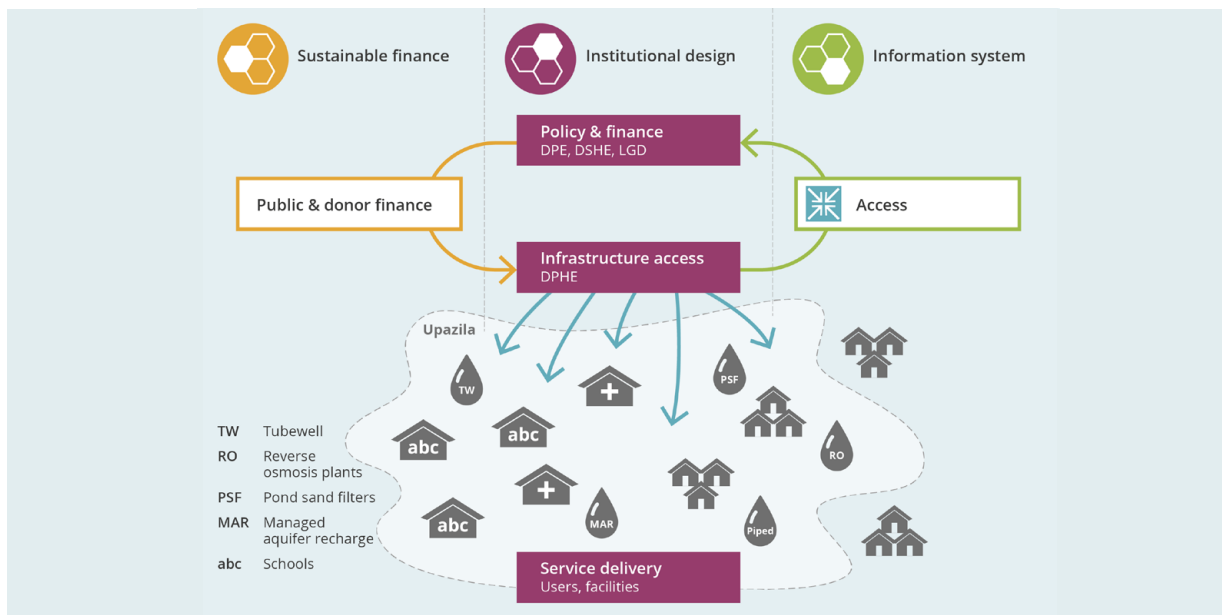 Sustainable finance
Institutional design
Information system
Policy & finance
DPE, DSHE, LGD
Public & donor finance
Access
Infrastructure access
DPHE
Upazila
TW
PSF
abc
abc
RO
abc
MAR
Piped
TW Tubewell
RO Reverse
osmosis plants
PSF Pond sand filters
MAR Managed
aquifer recharge
abc Schools
Service delivery
Users, facilities